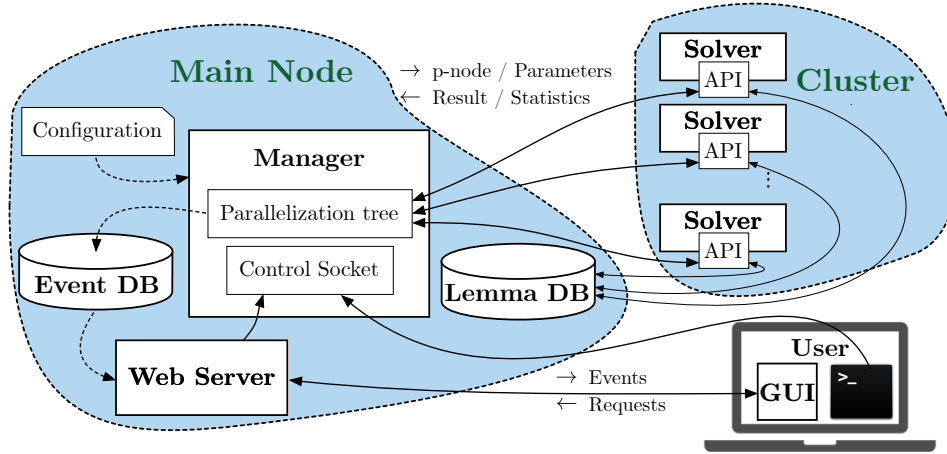 Main Node
→ p-node / Parameters
← Result / Statistics
Configuration
Manager
Parallelization tree
Control Socket
Event DB
Lemma DB
Web Server
Solver
API
Solver
API
Solver
API
Cluster
→ Events
← Requests
User
GUI
>_